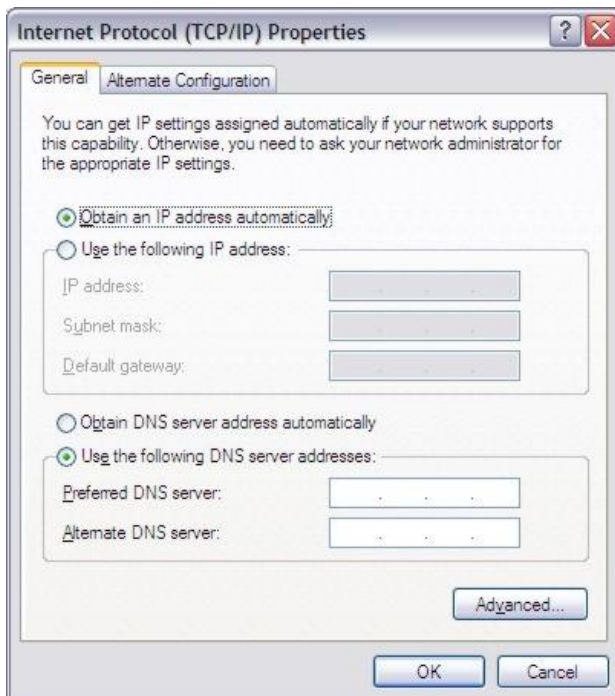 Internet Protocol (TCP/IP) Properties
General
Alternate Configuration
You can get IP settings assigned automatically if your network supports
this capability. Otherwise, you need to ask your network administrator for
the appropriate IP settings.
Obtain an IP address automatically
Use the following IP address:
IP address:
Subnet mask:
Default gateway:
Obtain DNS server address automatically
Use the following DNS server addresses:
Preferred DNS server:
Alternate DNS server:
Advanced...
OK
Cancel